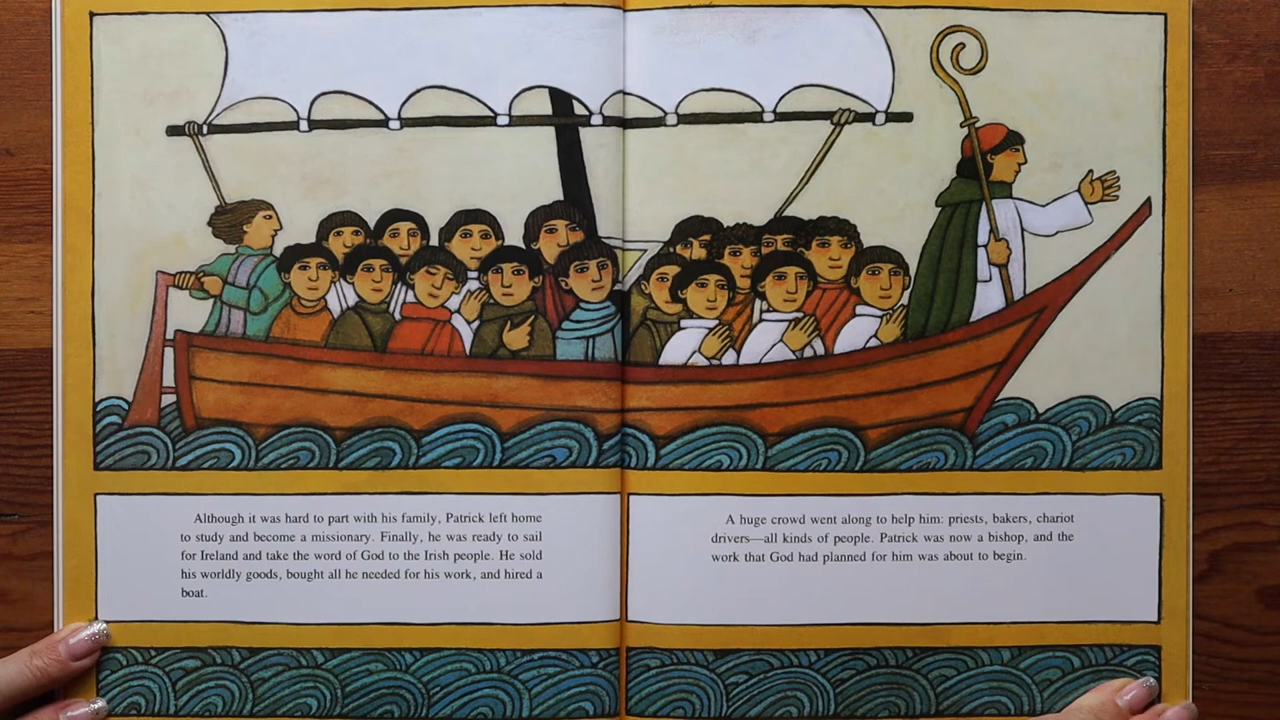 Although it was hard to part with his family, Patrick left home
to study and become a missionary. Finally, he was ready to sail
for Ireland and take the word of God to the Irish people. He sold
his worldly goods, bought all he needed for his work, and hired a
boat.
A huge crowd went along to help him: priests, bakers, chariot
drivers—all kinds of people. Patrick was now a bishop, and the
work that God had planned for him was about to begin.